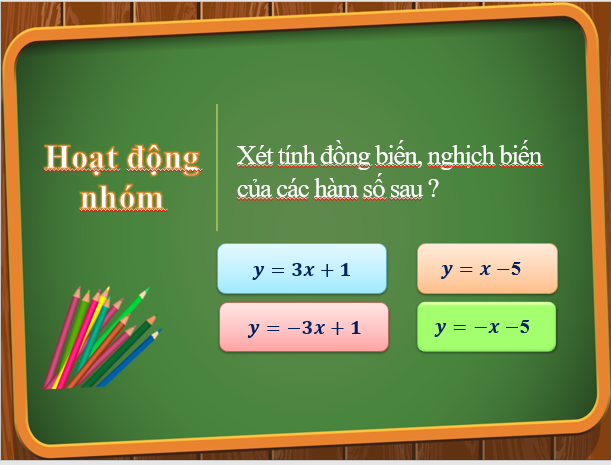 Hoạt động
nhóm
Xét tính đồng biến, nghịch biến
của các hàm số sau ?
y = 3x + 1
y = x −5
y = −3x + 1
y = −x −5